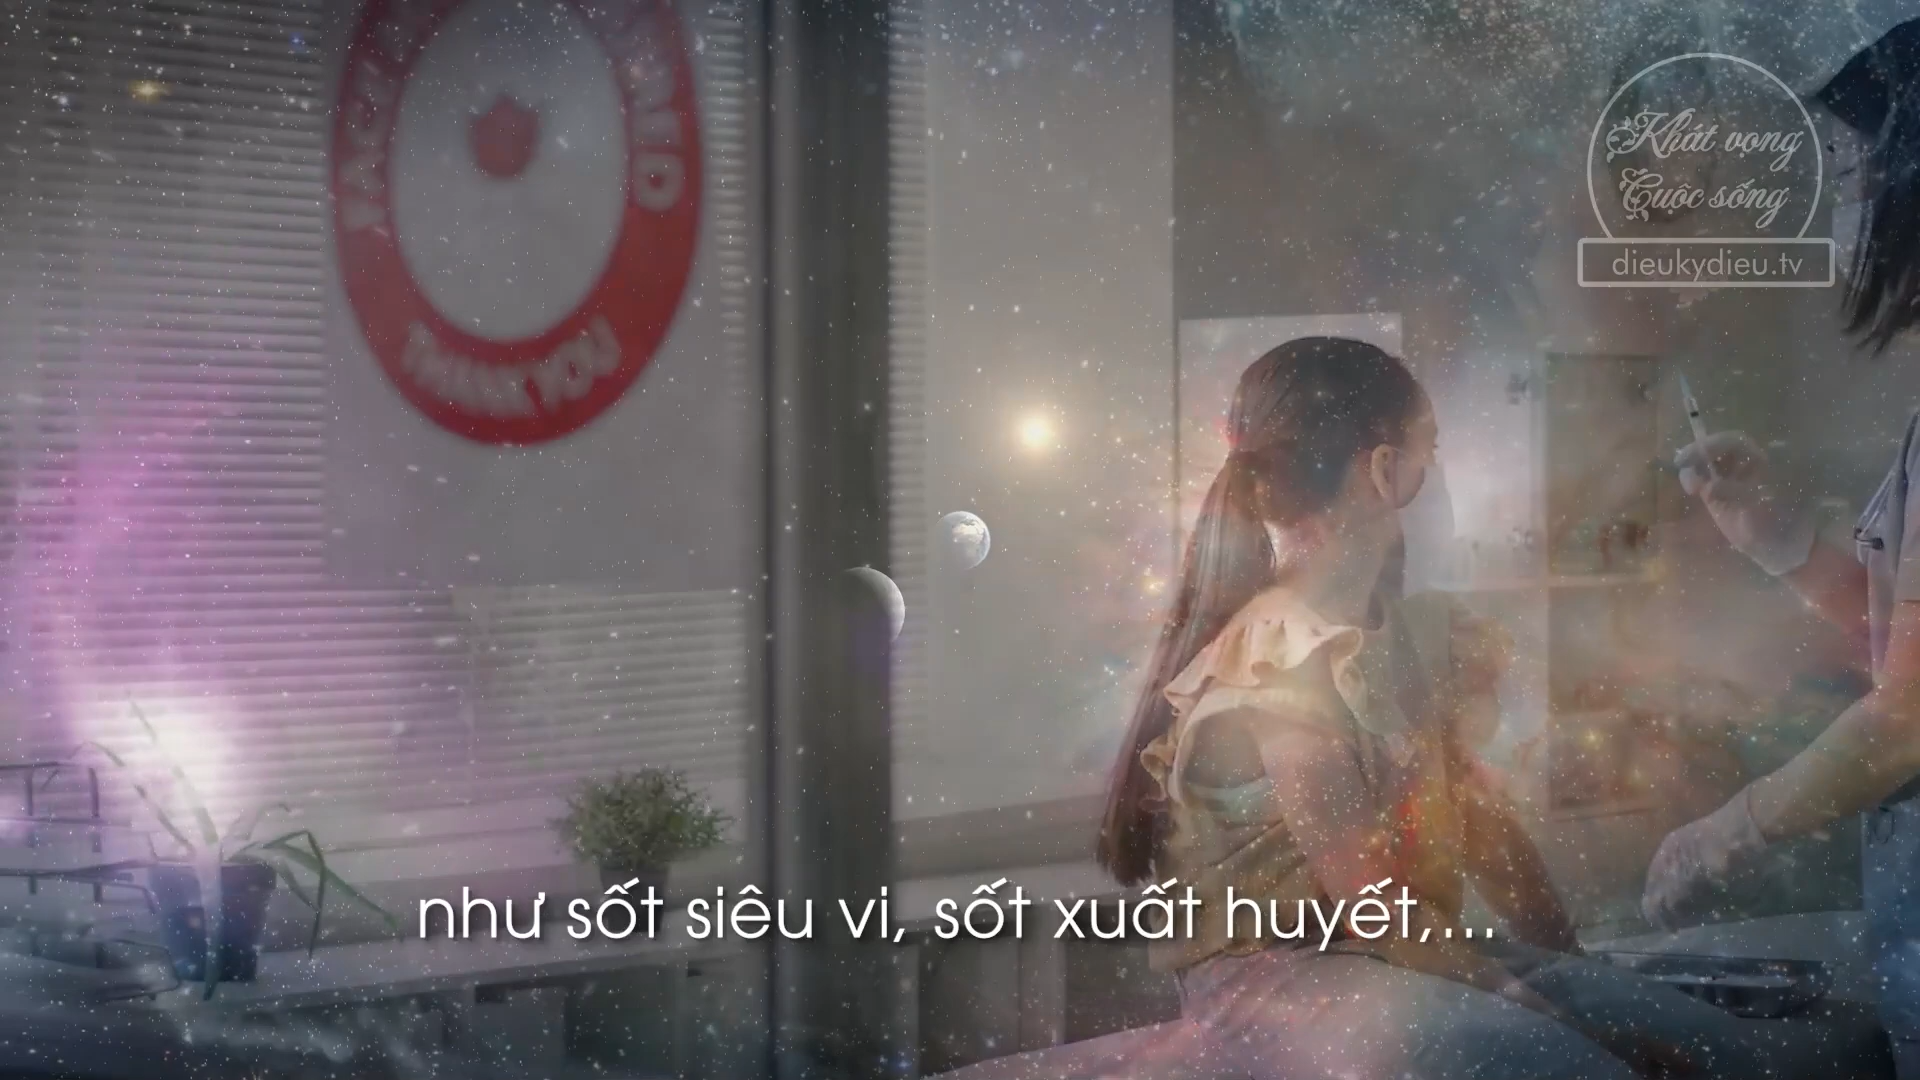 Khát vọng
Cuộc sống
dieukydieu.tv
THANK YOU
như sốt siêu vi, sốt xuất huyết,...